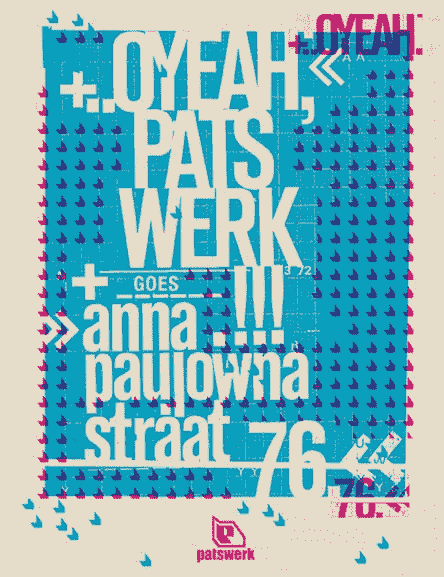 +..OYEAH!
+..OYEAH,
PATS
WERK
+ GOES !!!
anna
paulowna
straat 76
76.
patswerk